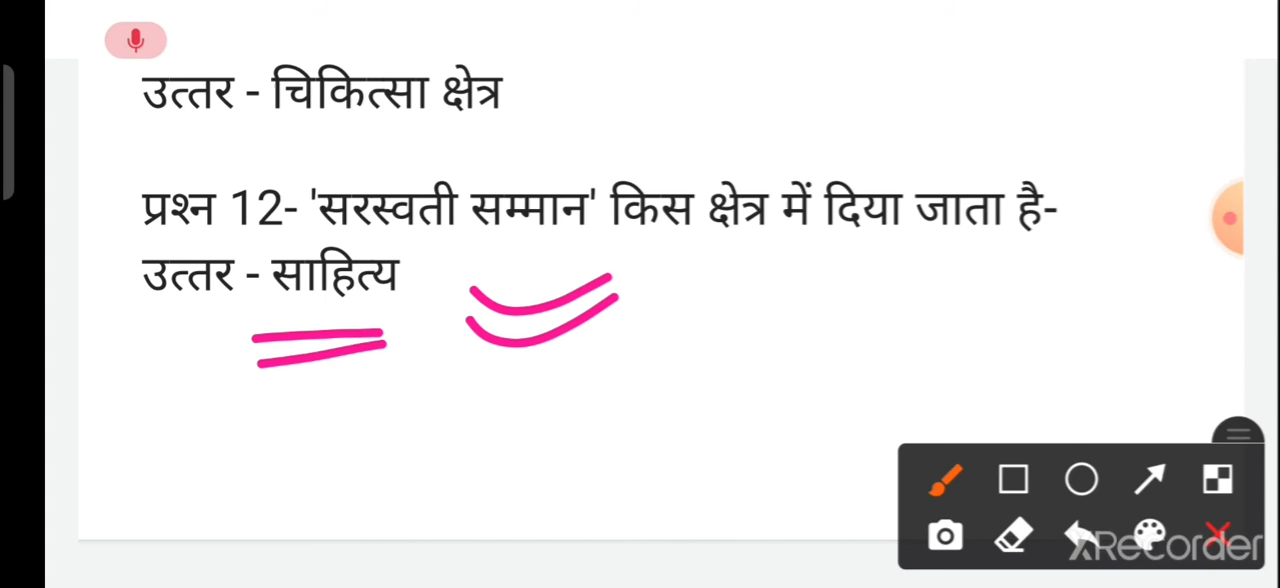 उत्तर - चिकित्सा क्षेत्र
प्रश्न 12- 'सरस्वती सम्मान' किस क्षेत्र में दिया जाता है-
उत्तर - साहित्य
XRecorder